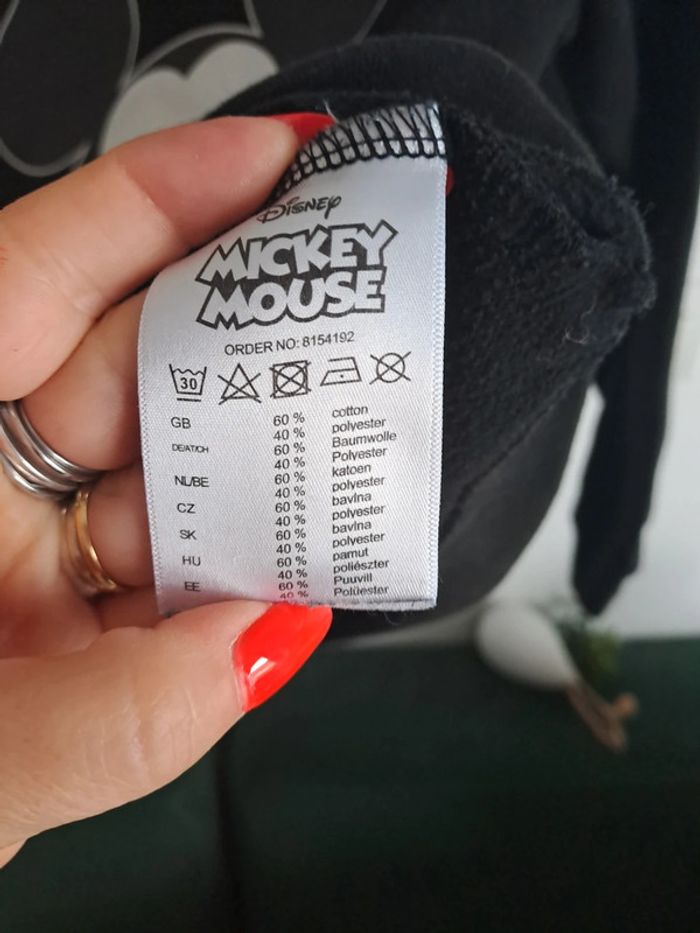 Disney
MICKEY
MOUSE
ORDER NO: 8154192
30
GB 60 % cotton
40 % polyester
DE/AT/CH 60 % Baumwolle
40 % Polyester
NL/BE 60 % katoen
40 % polyester
CZ 60 % bavlna
40 % polyester
SK 60 % bavlna
40 % polyester
HU 60 % pamut
40 % poliészter
EE 60 % Puuvill
40 % Polüester